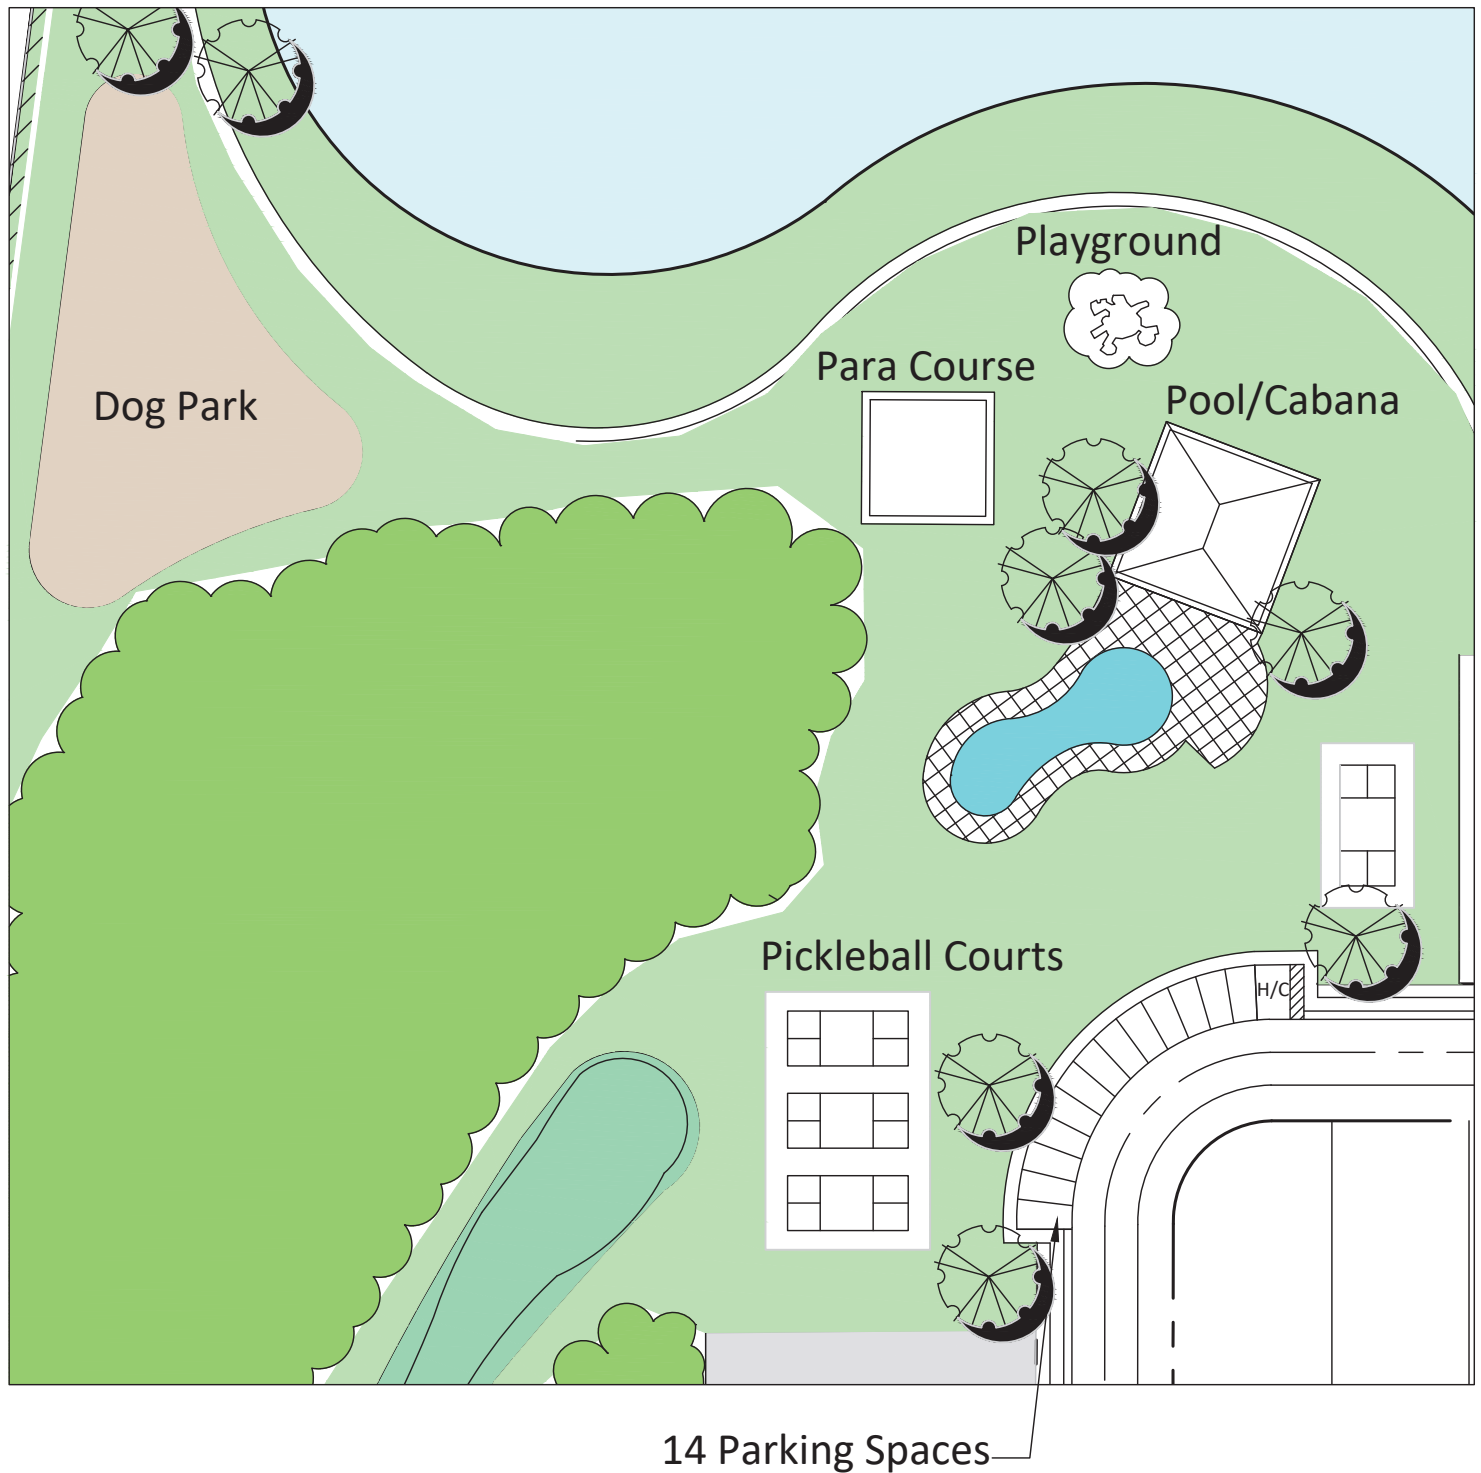 Playground
Para Course
Pool/Cabana
Dog Park
Pickleball Courts
H/C
14 Parking Spaces